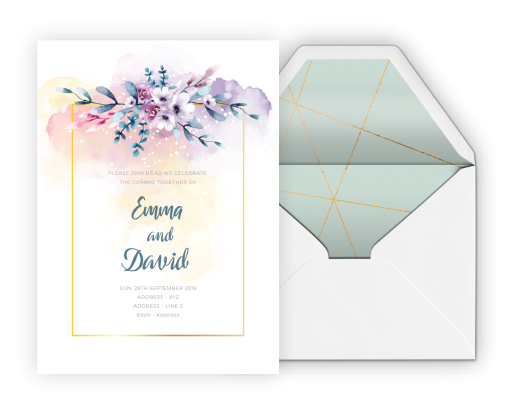 PLEASE JOIN US AS WE CELEBRATE
THE COMING TOGETHER OF
Emma
and
David
SUN, 29TH SEPTEMBER 2019
ADDRESS - XYZ
ADDRESS - LINE 2
RSVP - XXXXXXX